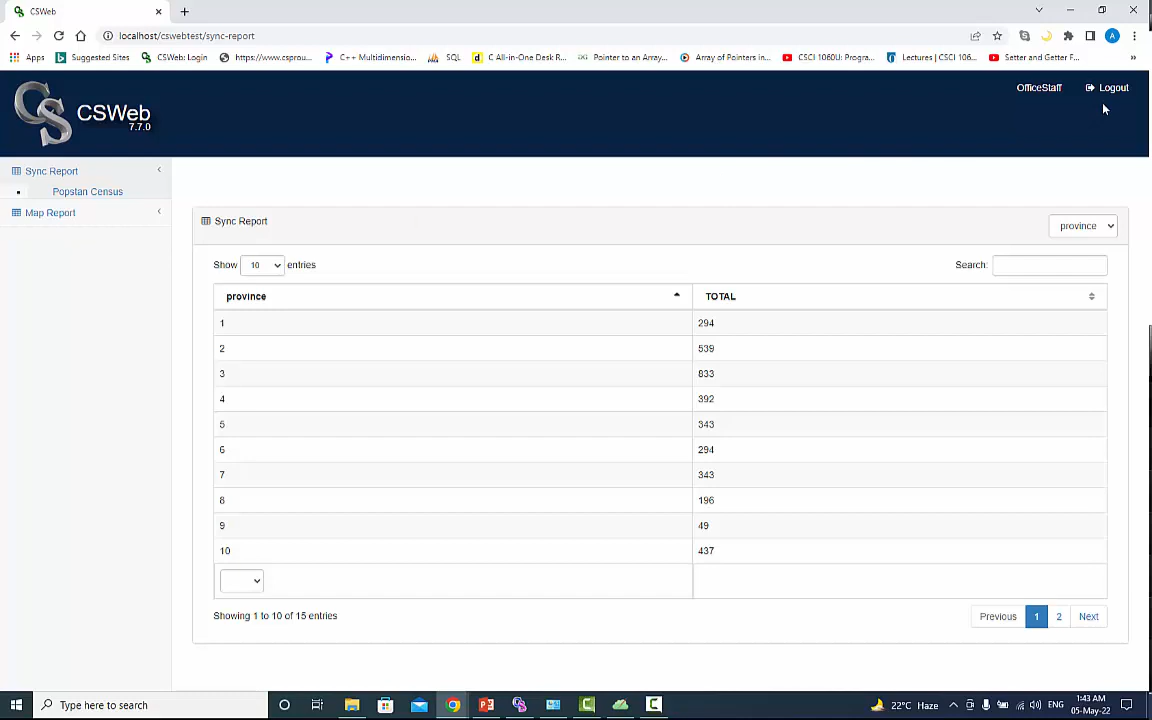 CSWeb
localhost/cswebtest/sync-report
Apps Suggested Sites CSWeb: Login https://www.csprou... C++ Multidimensio... SQL C All-in-One Desk R... Pointer to an Array... Array of Pointers in... CSCI 1060U: Progra... Lectures | CSCI 106... Setter and Getter F... »
CS CSWeb 7.7.0
OfficeStaff Logout
Sync Report
Popstan Census
Map Report
Sync Report
province
Show 10 entries Search:
province TOTAL
1 294
2 539
3 833
4 392
5 343
6 294
7 343
8 196
9 49
10 437
Showing 1 to 10 of 15 entries
Previous 1 2 Next
Type here to search
22°C Haze ENG
1:43 AM
05-May-22